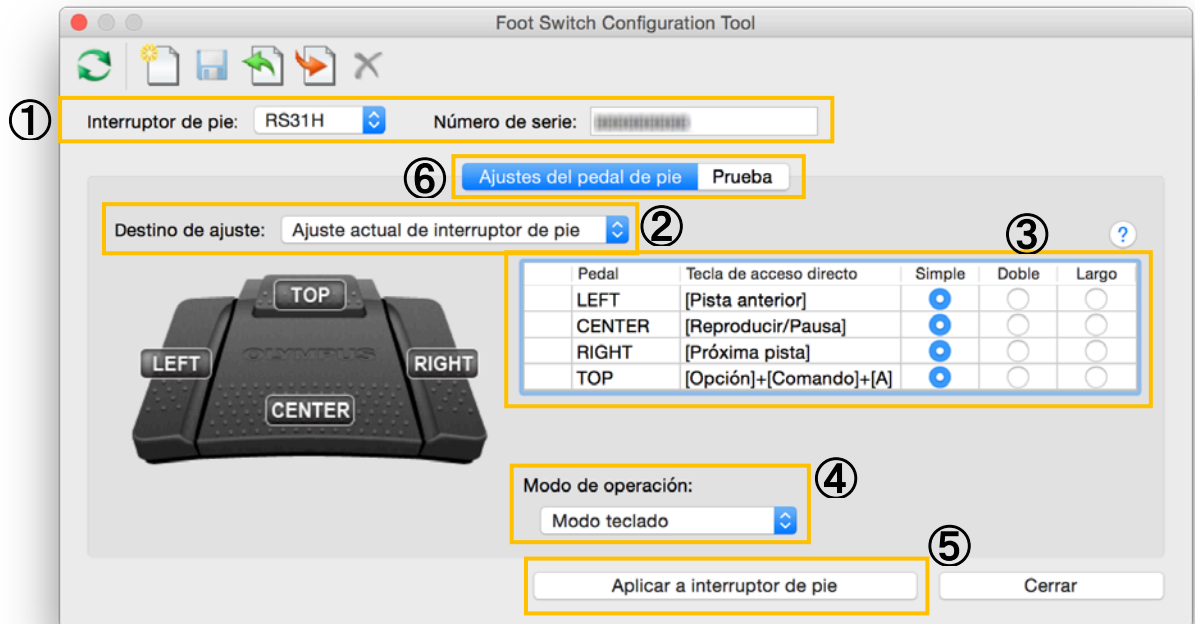 Foot Switch Configuration Tool
① Interruptor de pie: RS31H Número de serie:
⑥ Ajustes del pedal de pie Prueba
Destino de ajuste: Ajuste actual de interruptor de pie ② ③ ?
Pedal Tecla de acceso directo Simple Doble Largo
LEFT [Pista anterior]
CENTER [Reproducir/Pausa]
RIGHT [Próxima pista]
TOP [Opción]+[Comando]+[A]
TOP
OLYMPUS
LEFT RIGHT
CENTER
Modo de operación: ④
Modo teclado
⑤
Aplicar a interruptor de pie Cerrar